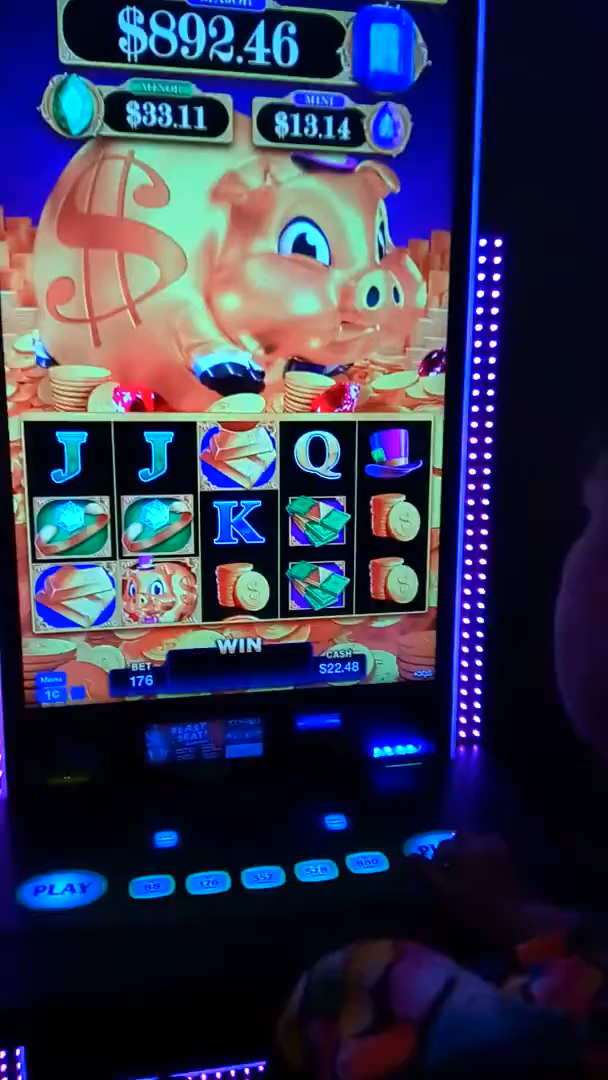 $892.46
MINOR
$33.11
MINI
$13.14
J J Q
K
WIN
BET
176
CASH
$22.48
Menu
1¢
PLAY
88
176
352
528
880